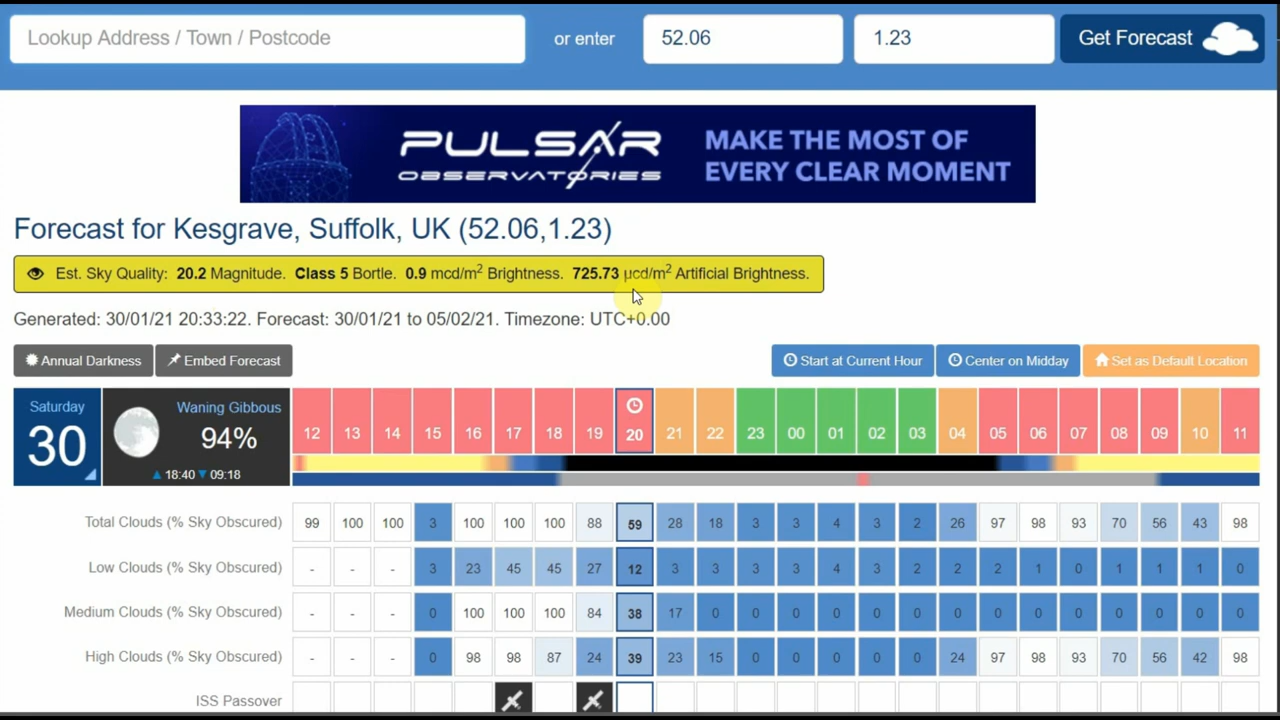 Lookup Address / Town / Postcode or enter 52.06 1.23 Get Forecast
PULSAR
OBSERVATORIES
MAKE THE MOST OF
EVERY CLEAR MOMENT
Forecast for Kesgrave, Suffolk, UK (52.06,1.23)
Est. Sky Quality: 20.2 Magnitude. Class 5 Bortle. 0.9 mcd/m² Brightness. 725.73 μcd/m² Artificial Brightness.
Generated: 30/01/21 20:33:22. Forecast: 30/01/21 to 05/02/21. Timezone: UTC+0.00
Annual Darkness Embed Forecast Start at Current Hour Center on Midday Set as Default Location
Saturday
30
Waning Gibbous
94%
▲ 18:40 ▼ 09:18
12 13 14 15 16 17 18 19 20 21 22 23 00 01 02 03 04 05 06 07 08 09 10 11
Total Clouds (% Sky Obscured) 99 100 100 3 100 100 100 88 59 28 18 3 3 4 3 2 26 97 98 93 70 56 43 98
Low Clouds (% Sky Obscured) - - - 3 23 45 45 27 12 3 3 3 3 4 3 2 2 2 1 0 1 1 1 0
Medium Clouds (% Sky Obscured) - - - 0 100 100 100 84 38 17 0 0 0 0 0 0 0 0 0 0 0 0 0 0
High Clouds (% Sky Obscured) - - - 0 98 98 87 24 39 23 15 0 0 0 0 0 24 97 98 93 70 56 42 98
ISS Passover